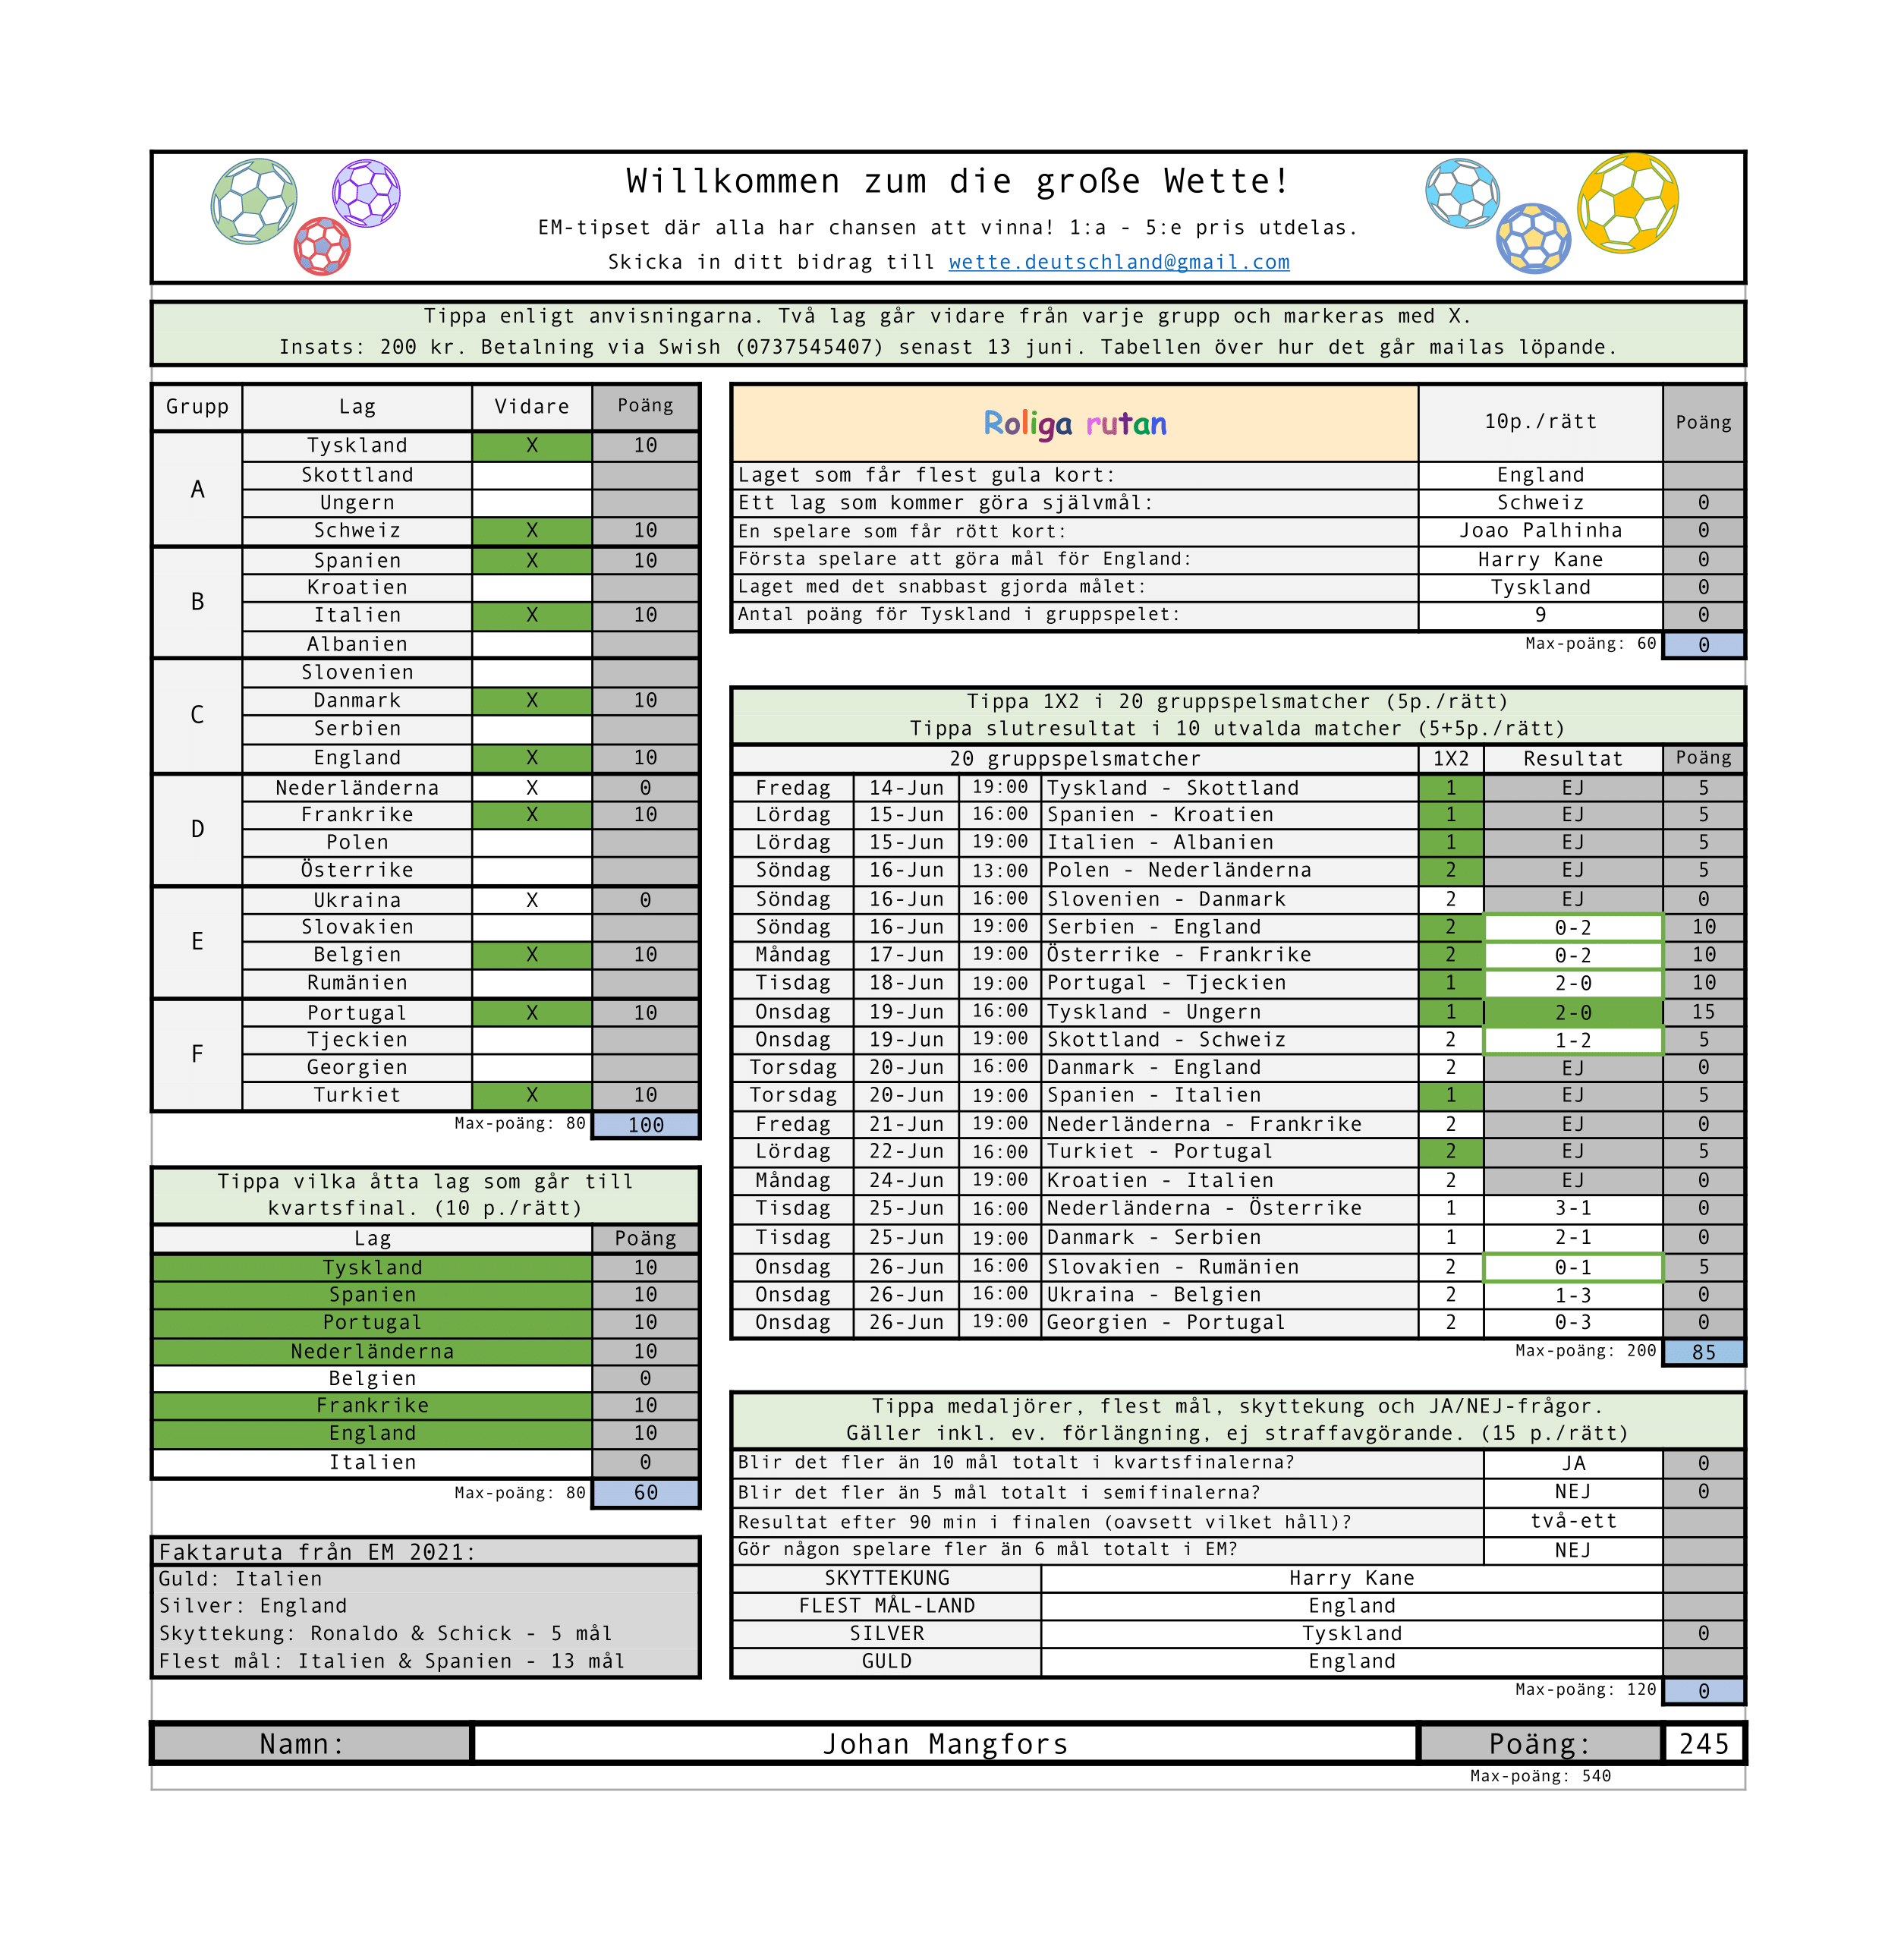 Willkommen zum die große Wette!
EM-tipset där alla har chansen att vinna! 1:a - 5:e pris utdelas.
Skicka in ditt bidrag till wette.deutschland@gmail.com
Tippa enligt anvisningarna. Två lag går vidare från varje grupp och markeras med X.
Insats: 200 kr. Betalning via Swish (0737545407) senast 13 juni. Tabellen över hur det går mailas löpande.
Grupp Lag Vidare Poäng
A
Tyskland X 10
Skottland
Ungern
Schweiz X 10
B
Spanien X 10
Kroatien
Italien X 10
Albanien
C
Slovenien
Danmark X 10
Serbien
England X 10
D
Nederländerna X 0
Frankrike X 10
Polen
Österrike
E
Ukraina X 0
Slovakien
Belgien X 10
Rumänien
F
Portugal X 10
Tjeckien
Georgien
Turkiet X 10
Max-poäng: 80 100
Tippa vilka åtta lag som går till
kvartsfinal. (10 p./rätt)
Lag Poäng
Tyskland 10
Spanien 10
Portugal 10
Nederländerna 10
Belgien 0
Frankrike 10
England 10
Italien 0
Max-poäng: 80 60
Faktaruta från EM 2021:
Guld: Italien
Silver: England
Skyttekung: Ronaldo & Schick - 5 mål
Flest mål: Italien & Spanien - 13 mål
Roliga rutan 10p./rätt Poäng
Laget som får flest gula kort: England
Ett lag som kommer göra självmål: Schweiz 0
En spelare som får rött kort: Joao Palhinha 0
Första spelare att göra mål för England: Harry Kane 0
Laget med det snabbast gjorda målet: Tyskland 0
Antal poäng för Tyskland i gruppspelet: 9 0
Max-poäng: 60 0
Tippa 1X2 i 20 gruppspelsmatcher (5p./rätt)
Tippa slutresultat i 10 utvalda matcher (5+5p./rätt)
20 gruppspelsmatcher 1X2 Resultat Poäng
Fredag 14-Jun 19:00 Tyskland - Skottland 1 EJ 5
Lördag 15-Jun 16:00 Spanien - Kroatien 1 EJ 5
Lördag 15-Jun 19:00 Italien - Albanien 1 EJ 5
Söndag 16-Jun 13:00 Polen - Nederländerna 2 EJ 5
Söndag 16-Jun 16:00 Slovenien - Danmark 2 EJ 0
Söndag 16-Jun 19:00 Serbien - England 2 0-2 10
Måndag 17-Jun 19:00 Österrike - Frankrike 2 0-2 10
Tisdag 18-Jun 19:00 Portugal - Tjeckien 1 2-0 10
Onsdag 19-Jun 16:00 Tyskland - Ungern 1 2-0 15
Onsdag 19-Jun 19:00 Skottland - Schweiz 2 1-2 5
Torsdag 20-Jun 16:00 Danmark - England 2 EJ 0
Torsdag 20-Jun 19:00 Spanien - Italien 1 EJ 5
Fredag 21-Jun 19:00 Nederländerna - Frankrike 2 EJ 0
Lördag 22-Jun 16:00 Turkiet - Portugal 2 EJ 5
Måndag 24-Jun 19:00 Kroatien - Italien 2 EJ 0
Tisdag 25-Jun 16:00 Nederländerna - Österrike 1 3-1 0
Tisdag 25-Jun 19:00 Danmark - Serbien 1 2-1 0
Onsdag 26-Jun 16:00 Slovakien - Rumänien 2 0-1 5
Onsdag 26-Jun 16:00 Ukraina - Belgien 2 1-3 0
Onsdag 26-Jun 19:00 Georgien - Portugal 2 0-3 0
Max-poäng: 200 85
Tippa medaljörer, flest mål, skyttekung och JA/NEJ-frågor.
Gäller inkl. ev. förlängning, ej straffavgörande. (15 p./rätt)
Blir det fler än 10 mål totalt i kvartsfinalerna? JA 0
Blir det fler än 5 mål totalt i semifinalerna? NEJ 0
Resultat efter 90 min i finalen (oavsett vilket håll)? två-ett
Gör någon spelare fler än 6 mål totalt i EM? NEJ
SKYTTEKUNG Harry Kane
FLEST MÅL-LAND England
SILVER Tyskland 0
GULD England
Max-poäng: 120 0
Namn: Johan Mangfors Poäng: 245
Max-poäng: 540